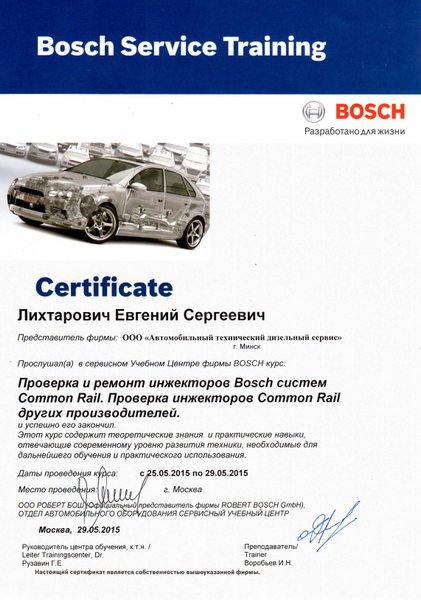 Bosch Service Training
BOSCH
Разработано для жизни
Certificate
Лихтарович Евгений Сергеевич
Представитель фирмы: ООО «Автомобильный технический дизельный сервис»
г. Минск
Прослушал(а) в сервисном Учебном Центре фирмы BOSCH курс:
Проверка и ремонт инжекторов Bosch систем
Common Rail. Проверка инжекторов Common Rail
других производителей.
и успешно его закончил.
Этот курс содержит теоретические знания и практические навыки,
отвечающие современному уровню развития техники, необходимые для
дальнейшего обучения и практического использования.
Даты проведения курса: с 25.05.2015 по 29.05.2015
Место проведения: г. Москва
ООО РОБЕРТ БОШ (Официальный представитель фирмы ROBERT BOSCH GmbH),
ОТДЕЛ АВТОМОБИЛЬНОГО ОБОРУДОВАНИЯ СЕРВИСНЫЙ УЧЕБНЫЙ ЦЕНТР
Москва, 29.05.2015
Руководитель центра обучения, к.т.н. /
Leiter Trainingscenter, Dr.
Рузавин Г.Е.
Преподаватель/
Trainer
Воробьев И.Н.
Настоящий сертификат является собственностью вышеуказанной фирмы.